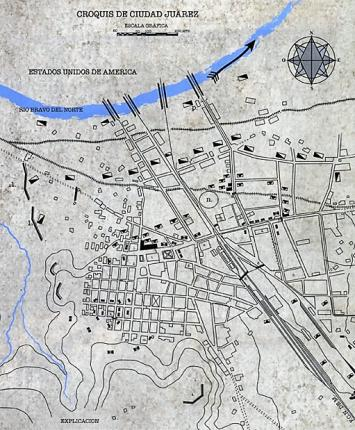 CROQUIS DE CIUDAD JUÁREZ
ESCALA GRÁFICA
ESTADOS UNIDOS DE AMERICA
RIO BRAVO DEL NORTE
N
EXPLICACION